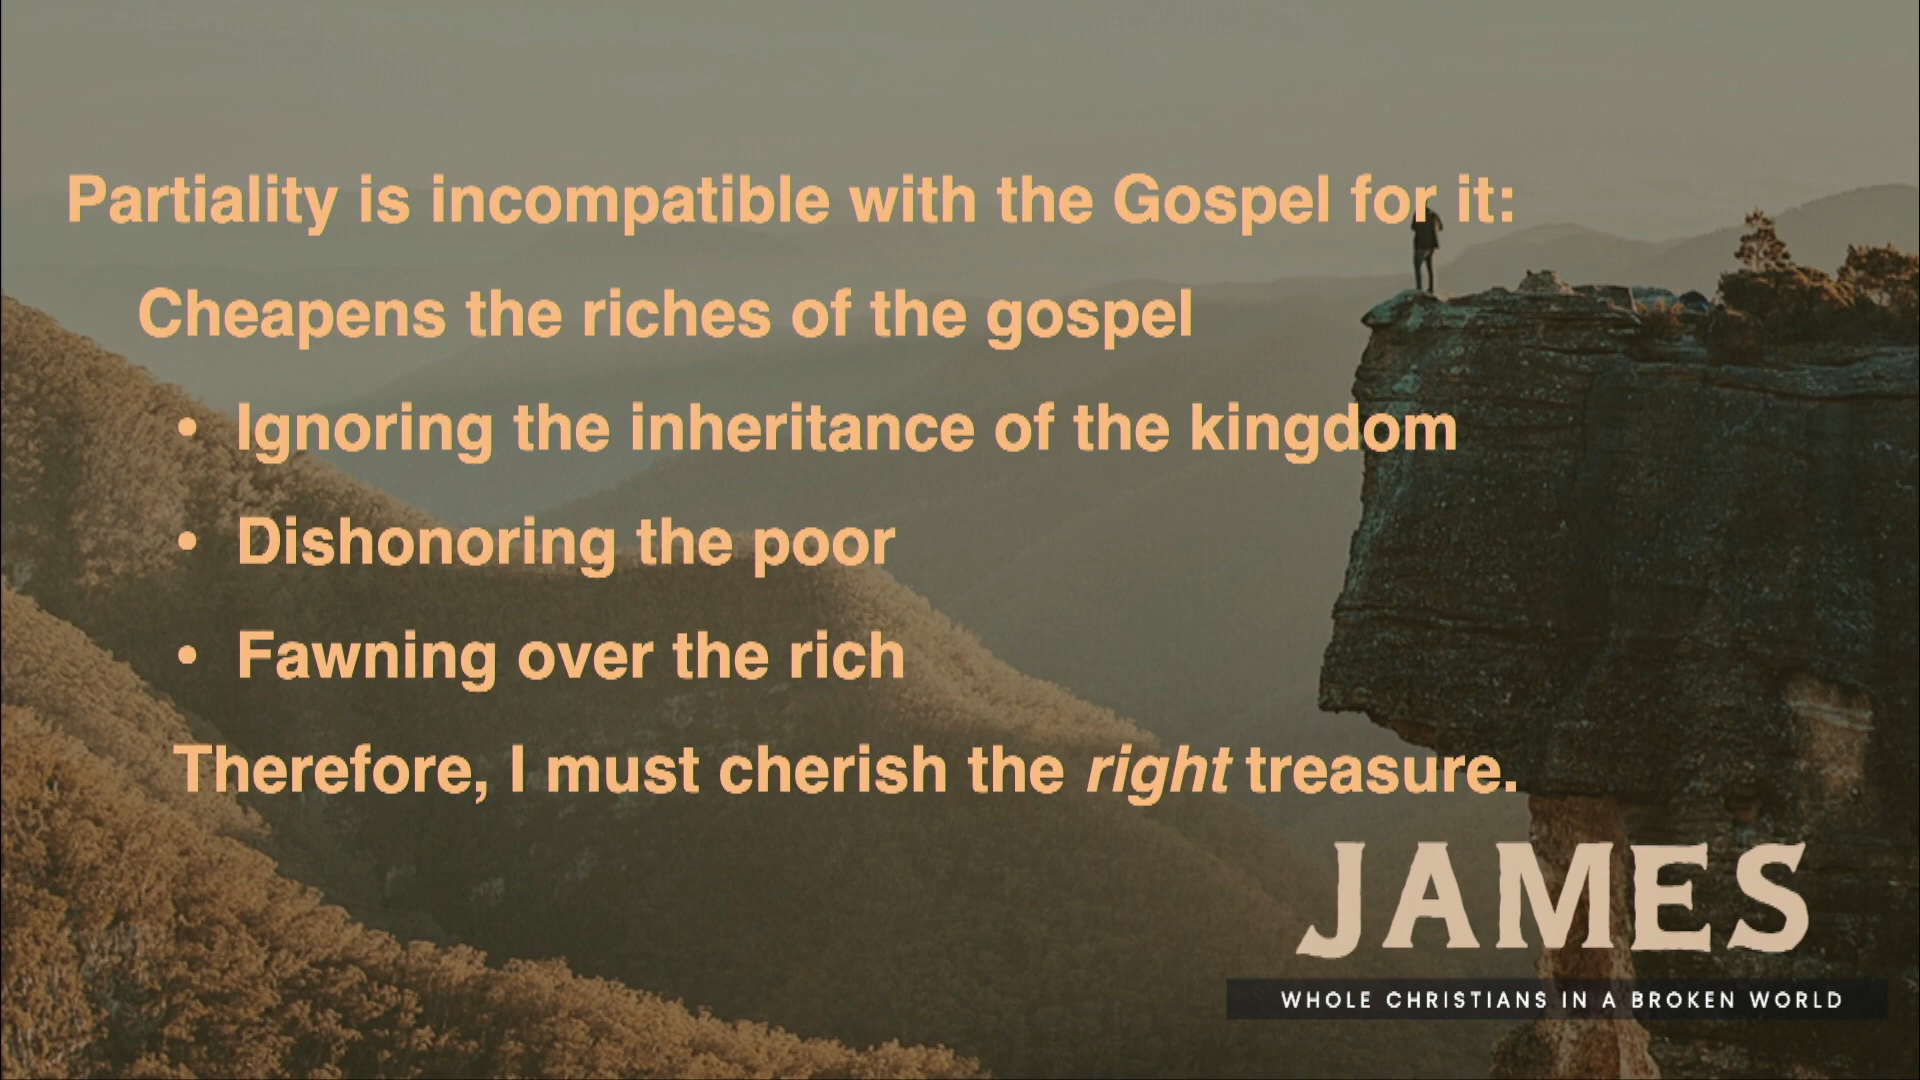 Partiality is incompatible with the Gospel for it:
Cheapens the riches of the gospel
• Ignoring the inheritance of the kingdom
• Dishonoring the poor
• Fawning over the rich
Therefore, I must cherish the right treasure.
JAMES
WHOLE CHRISTIANS IN A BROKEN WORLD